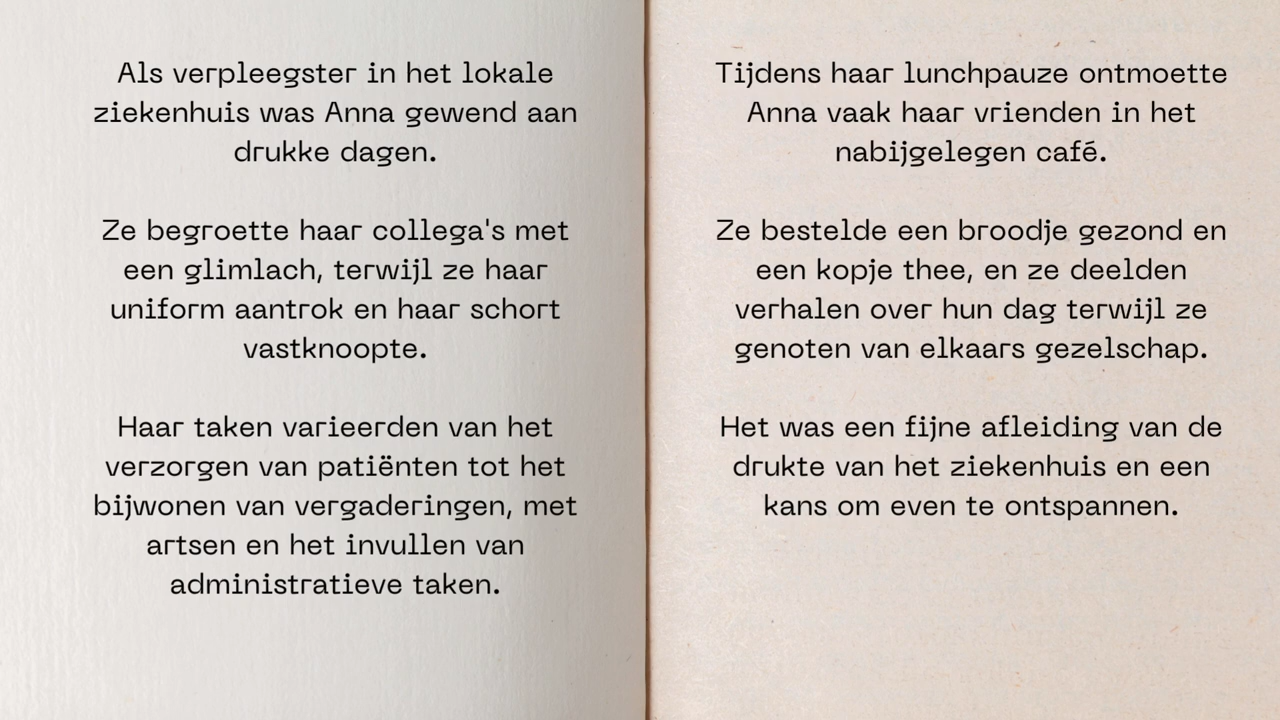 Als verpleegster in het lokale
ziekenhuis was Anna gewend aan
drukke dagen.
Ze begroette haar collega's met
een glimlach, terwijl ze haar
uniform aantrok en haar schort
vastknoopte.
Haar taken varieerden van het
verzorgen van patiënten tot het
bijwonen van vergaderingen, met
artsen en het invullen van
administratieve taken.
Tijdens haar lunchpauze ontmoette
Anna vaak haar vrienden in het
nabijgelegen café.
Ze bestelde een broodje gezond en
een kopje thee, en ze deelden
verhalen over hun dag terwijl ze
genoten van elkaars gezelschap.
Het was een fijne afleiding van de
drukte van het ziekenhuis en een
kans om even te ontspannen.